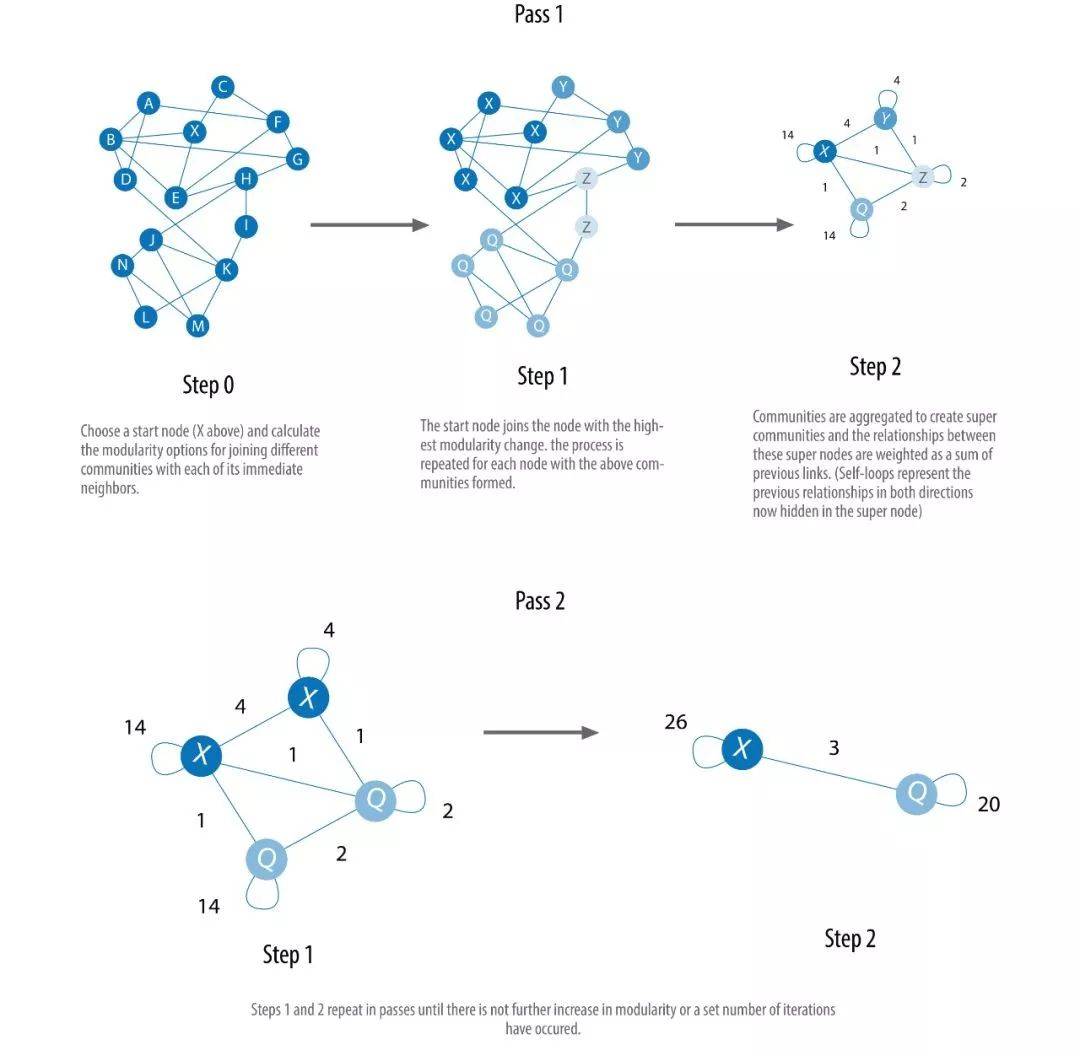 Pass 1
A
C
B
X
F
G
D
E
H
I
J
N
K
L
M
X
Y
X
X
Y
Y
X
X
Z
Z
Q
Q
Q
Q
Q
4
Y
4
14
X
1
1
Z
2
1
Q
2
14
Step 0
Choose a start node (X above) and calculate
the modularity options for joining different
communities with each of its immediate
neighbors.
Step 1
The start node joins the node with the high-
est modularity change. the process is
repeated for each node with the above com-
munities formed.
Step 2
Communities are aggregated to create super
communities and the relationships between
these super nodes are weighted as a sum of
previous links. (Self-loops represent the
previous relationships in both directions
now hidden in the super node)
Pass 2
4
X
4
14
X
1
1
Q
2
1
Q
2
14
Step 1
26
X
3
Q
20
Step 2
Steps 1 and 2 repeat in passes until there is not further increase in modularity or a set number of iterations
have occured.